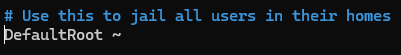 # Use this to jail all users in their homes
DefaultRoot ~